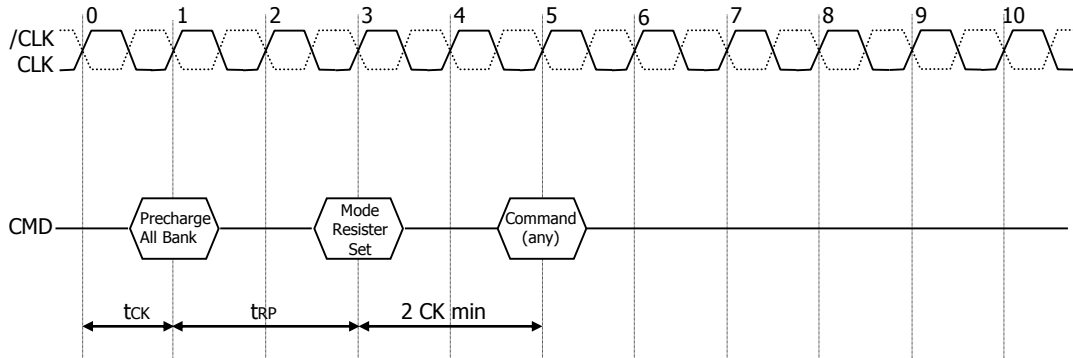 0 1 2 3 4 5 6 7 8 9 10
/CLK
CLK
CMD
Precharge
All Bank
Mode
Resister
Set
Command
(any)
tCK
tRP
2 CK min